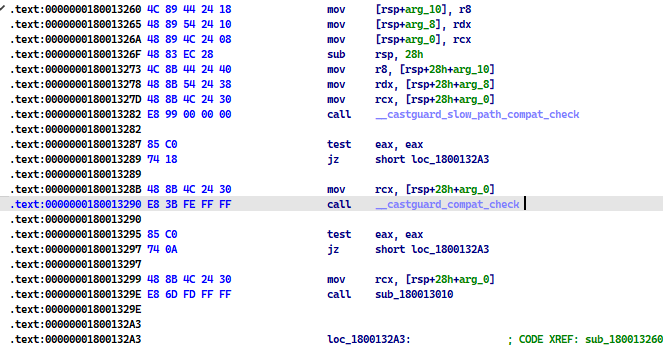 .text:0000000180013260 4C 89 44 24 18 mov [rsp+arg_10], r8
.text:0000000180013265 48 89 54 24 10 mov [rsp+arg_8], rdx
.text:000000018001326A 48 89 4C 24 08 mov [rsp+arg_0], rcx
.text:000000018001326F 48 83 EC 28 sub rsp, 28h
.text:0000000180013273 4C 8B 44 24 40 mov r8, [rsp+28h+arg_10]
.text:0000000180013278 48 8B 54 24 38 mov rdx, [rsp+28h+arg_8]
.text:000000018001327D 48 8B 4C 24 30 mov rcx, [rsp+28h+arg_0]
.text:0000000180013282 E8 99 00 00 00 call __castguard_slow_path_compat_check
.text:0000000180013282
.text:0000000180013287 85 C0 test eax, eax
.text:0000000180013289 74 18 jz short loc_1800132A3
.text:0000000180013289
.text:000000018001328B 48 8B 4C 24 30 mov rcx, [rsp+28h+arg_0]
.text:0000000180013290 E8 3B FE FF FF call __castguard_compat_check
.text:0000000180013290
.text:0000000180013295 85 C0 test eax, eax
.text:0000000180013297 74 0A jz short loc_1800132A3
.text:0000000180013297
.text:0000000180013299 48 8B 4C 24 30 mov rcx, [rsp+28h+arg_0]
.text:000000018001329E E8 6D FD FF FF call sub_180013010
.text:000000018001329E
.text:00000001800132A3
.text:00000001800132A3 loc_1800132A3: ; CODE XREF: sub_180013260